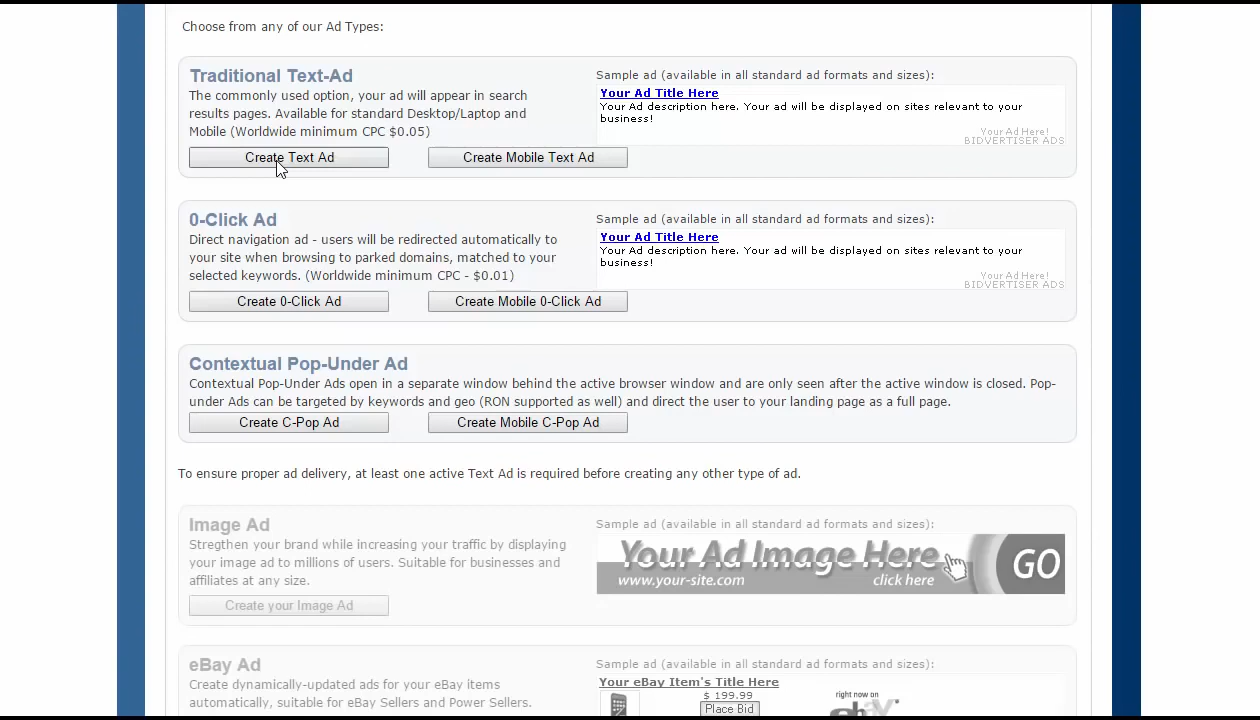 Choose from any of our Ad Types:
Traditional Text-Ad
The commonly used option, your ad will appear in search
results pages. Available for standard Desktop/Laptop and
Mobile (Worldwide minimum CPC $0.05)
Create Text Ad
Create Mobile Text Ad
Sample ad (available in all standard ad formats and sizes):
Your Ad Title Here
Your Ad description here. Your ad will be displayed on sites relevant to your
business!
Your Ad Here!
BIDVERTISER ADS
0-Click Ad
Direct navigation ad - users will be redirected automatically to
your site when browsing to parked domains, matched to your
selected keywords. (Worldwide minimum CPC - $0.01)
Create 0-Click Ad
Create Mobile 0-Click Ad
Sample ad (available in all standard ad formats and sizes):
Your Ad Title Here
Your Ad description here. Your ad will be displayed on sites relevant to your
business!
Your Ad Here!
BIDVERTISER ADS
Contextual Pop-Under Ad
Contextual Pop-Under Ads open in a separate window behind the active browser window and are only seen after the active window is closed. Pop-
under Ads can be targeted by keywords and geo (RON supported as well) and direct the user to your landing page as a full page.
Create C-Pop Ad
Create Mobile C-Pop Ad
To ensure proper ad delivery, at least one active Text Ad is required before creating any other type of ad.
Image Ad
Stregthen your brand while increasing your traffic by displaying
your image ad to millions of users. Suitable for businesses and
affiliates at any size.
Create your Image Ad
Sample ad (available in all standard ad formats and sizes):
Your Ad Image Here
www.your-site.com
click here
GO
eBay Ad
Create dynamically-updated ads for your eBay items
automatically, suitable for eBay Sellers and Power Sellers.
Sample ad (available in all standard ad formats and sizes):
Your eBay Item's Title Here
$ 199.99
Place Bid
right now on
ebay